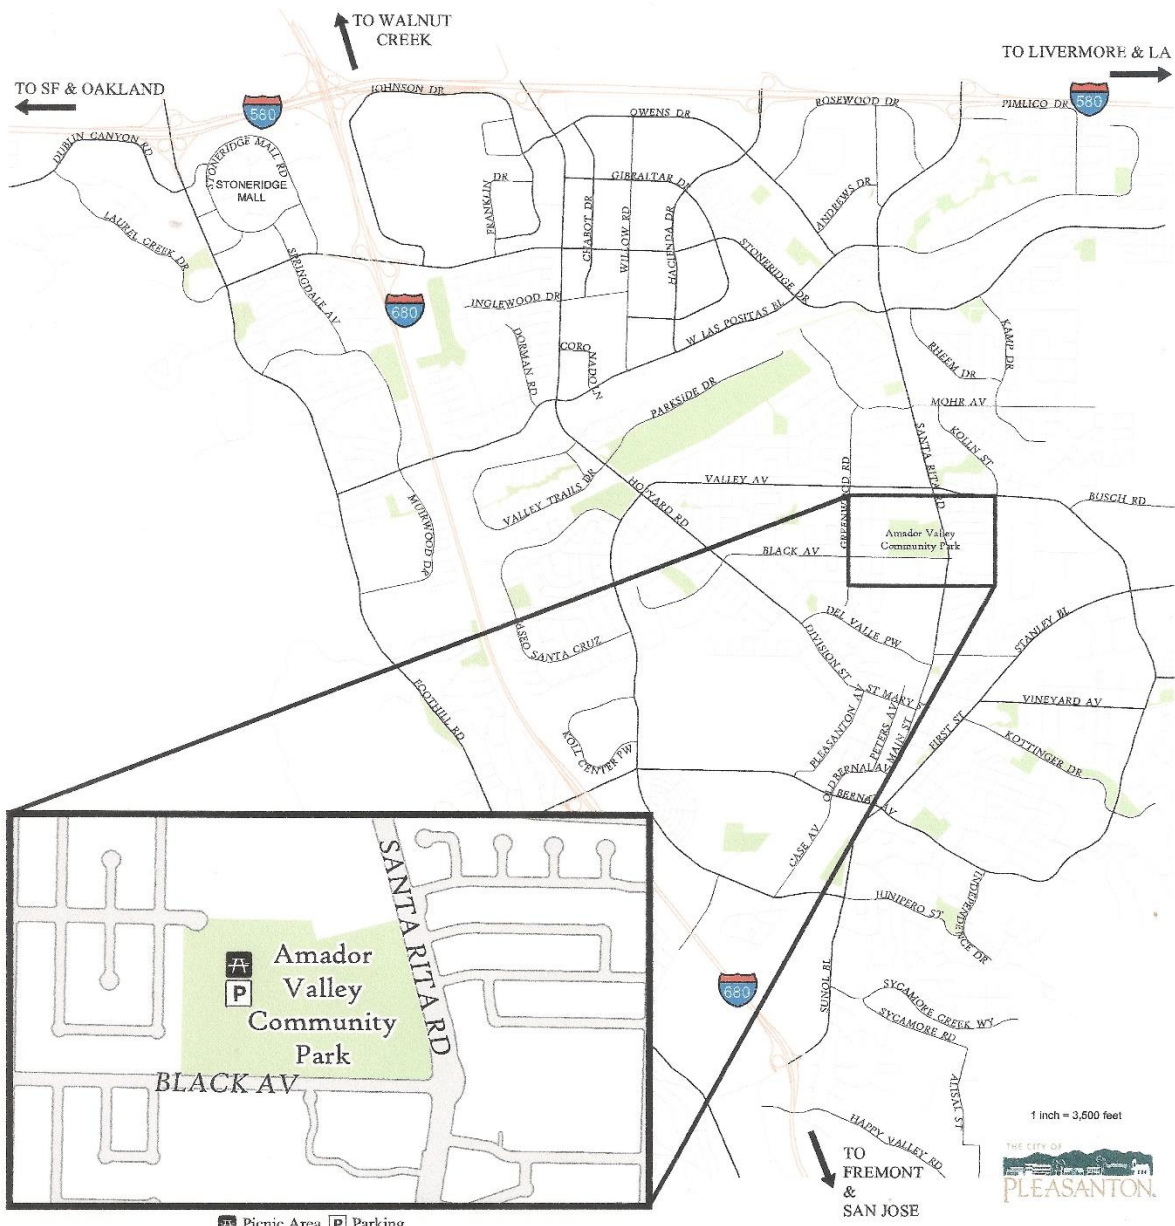 TO WALNUT
CREEK
TO LIVERMORE & LA
TO SF & OAKLAND
580
580
JOHNSON DR
OWENS DR
ROSEWOOD DR
PIMLICO DR
DUBLIN CANYON RD
STONERIDGE MALL RD
STONERIDGE
MALL
FRANKLIN DR
GIBRALTAR DR
ANDREWS DR
LAUREL CREEK DR
SPRINGDALE AV
CHABOT DR
WILLOW RD
HACIENDA DR
STONERIDGE DR
680
INGLEWOOD DR
W LAS POSITAS BL
DORMAN RD
CORONADO LN
RHEEM DR
KAMP DR
PARKSIDE DR
MOHR AV
SANTA RITA RD
KOLLN ST
MUIRWOOD DR
VALLEY TRAILS DR
HOPYARD RD
VALLEY AV
GREENWOOD RD
BUSCH RD
Amador Valley
Community Park
BLACK AV
PASEO SANTA CRUZ
DEL VALLE PW
DIVISION ST
STANLEY BL
ST MARY ST
FOOTHILL RD
KOLL CENTER PW
PLEASANTON AV
PETERS AV
MAIN ST
FIRST ST
VINEYARD AV
KOTTINGER DR
OLD BERNAL AV
BERNAL AV
CASE AV
JUNIPERO ST
INDEPENDENCE DR
SANTA RITA RD
Amador
Valley
Community
Park
P
BLACK AV
680
SUNOL BL
SYCAMORE CREEK WY
SYCAMORE RD
ALISAL ST
HAPPY VALLEY RD
1 inch = 3,500 feet
TO
FREMONT
&
SAN JOSE
THE CITY OF
PLEASANTON.
Picnic Area P Parking